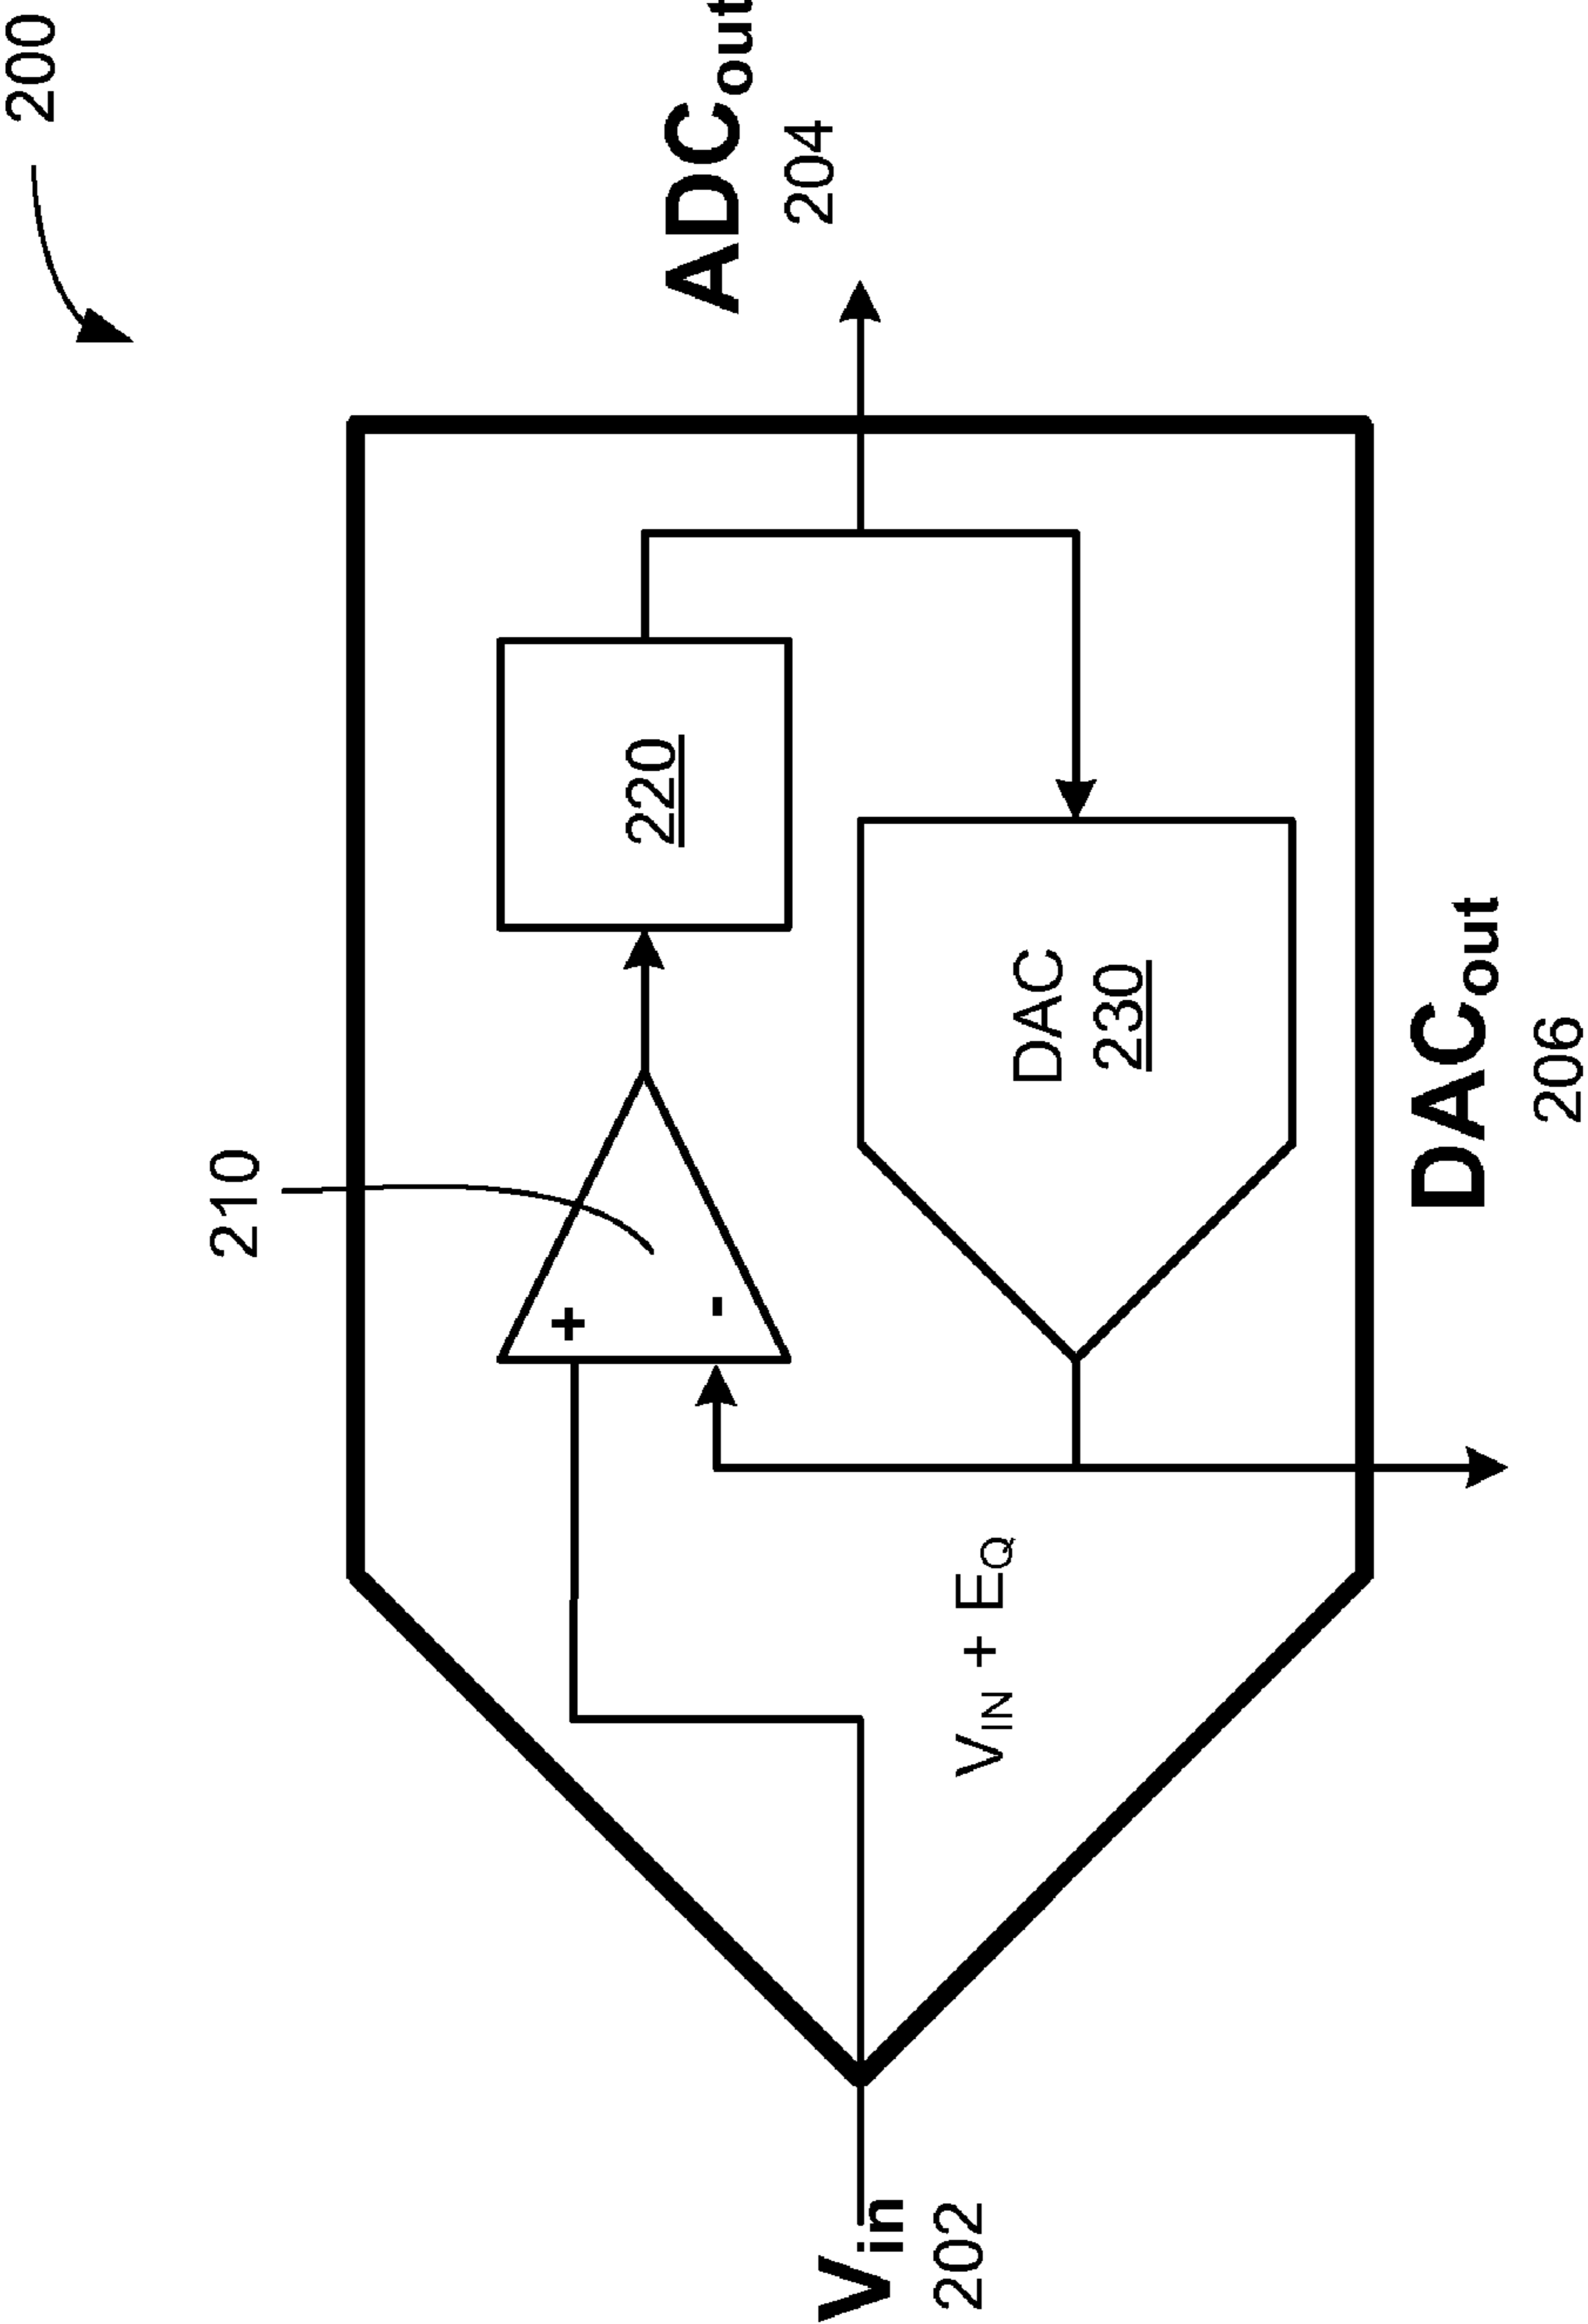 200
210
+
-
220
ADCout
204
Vin
202
VIN + EQ
DAC
230
DACout
206